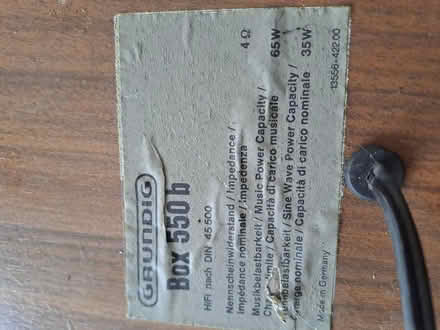 GRUNDIG
Box 550 b
HiFi nach DIN 45 500
Nennscheinwiderstand / Impedance /
Impédance nominale / Impedenza 4 Ω
Musikbelastbarkeit / Music Power Capacity /
limite / Capacità di carico musicale 65 W
/ Sine Wave Power Capacity /
nominale / Capacità di carico nominale 35 W
Made in Germany
13556-422.00